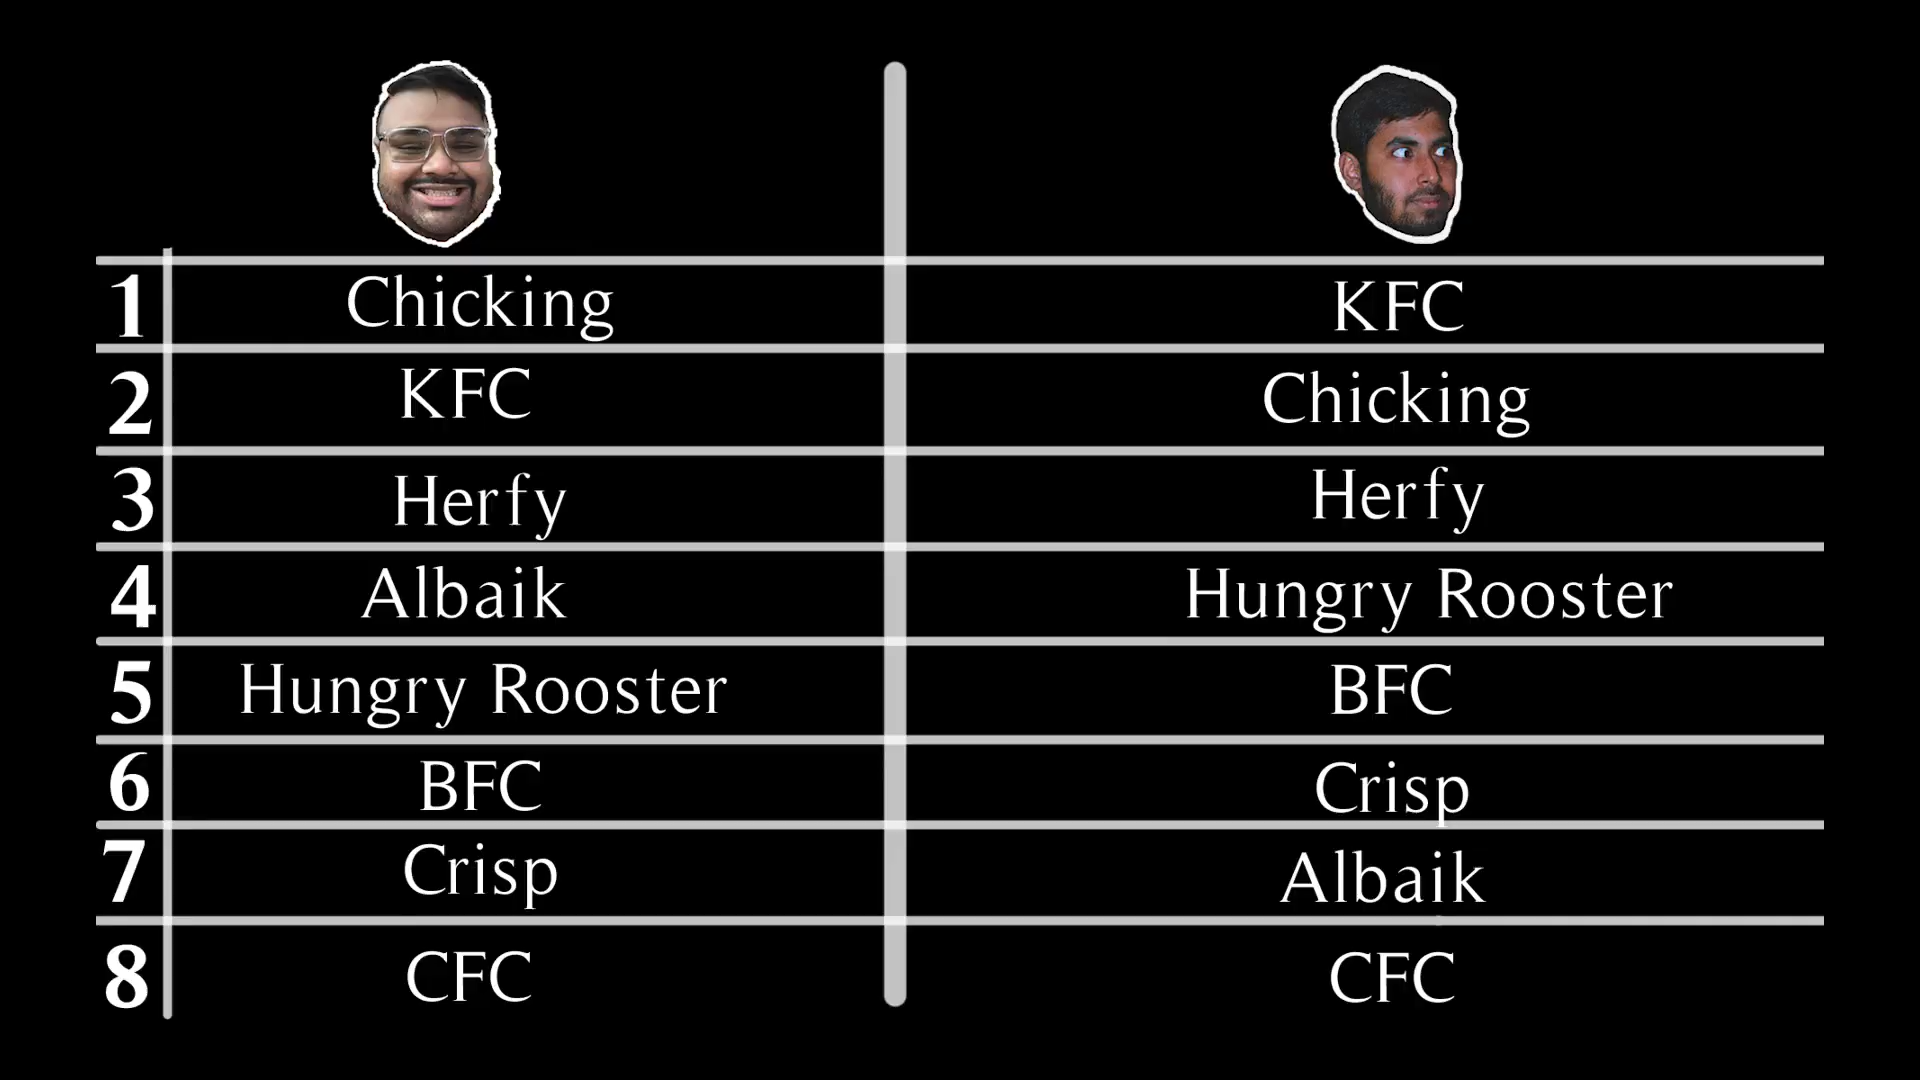 1 Chicking KFC
2 KFC Chicking
3 Herfy Herfy
4 Albaik Hungry Rooster
5 Hungry Rooster BFC
6 BFC Crisp
7 Crisp Albaik
8 CFC CFC